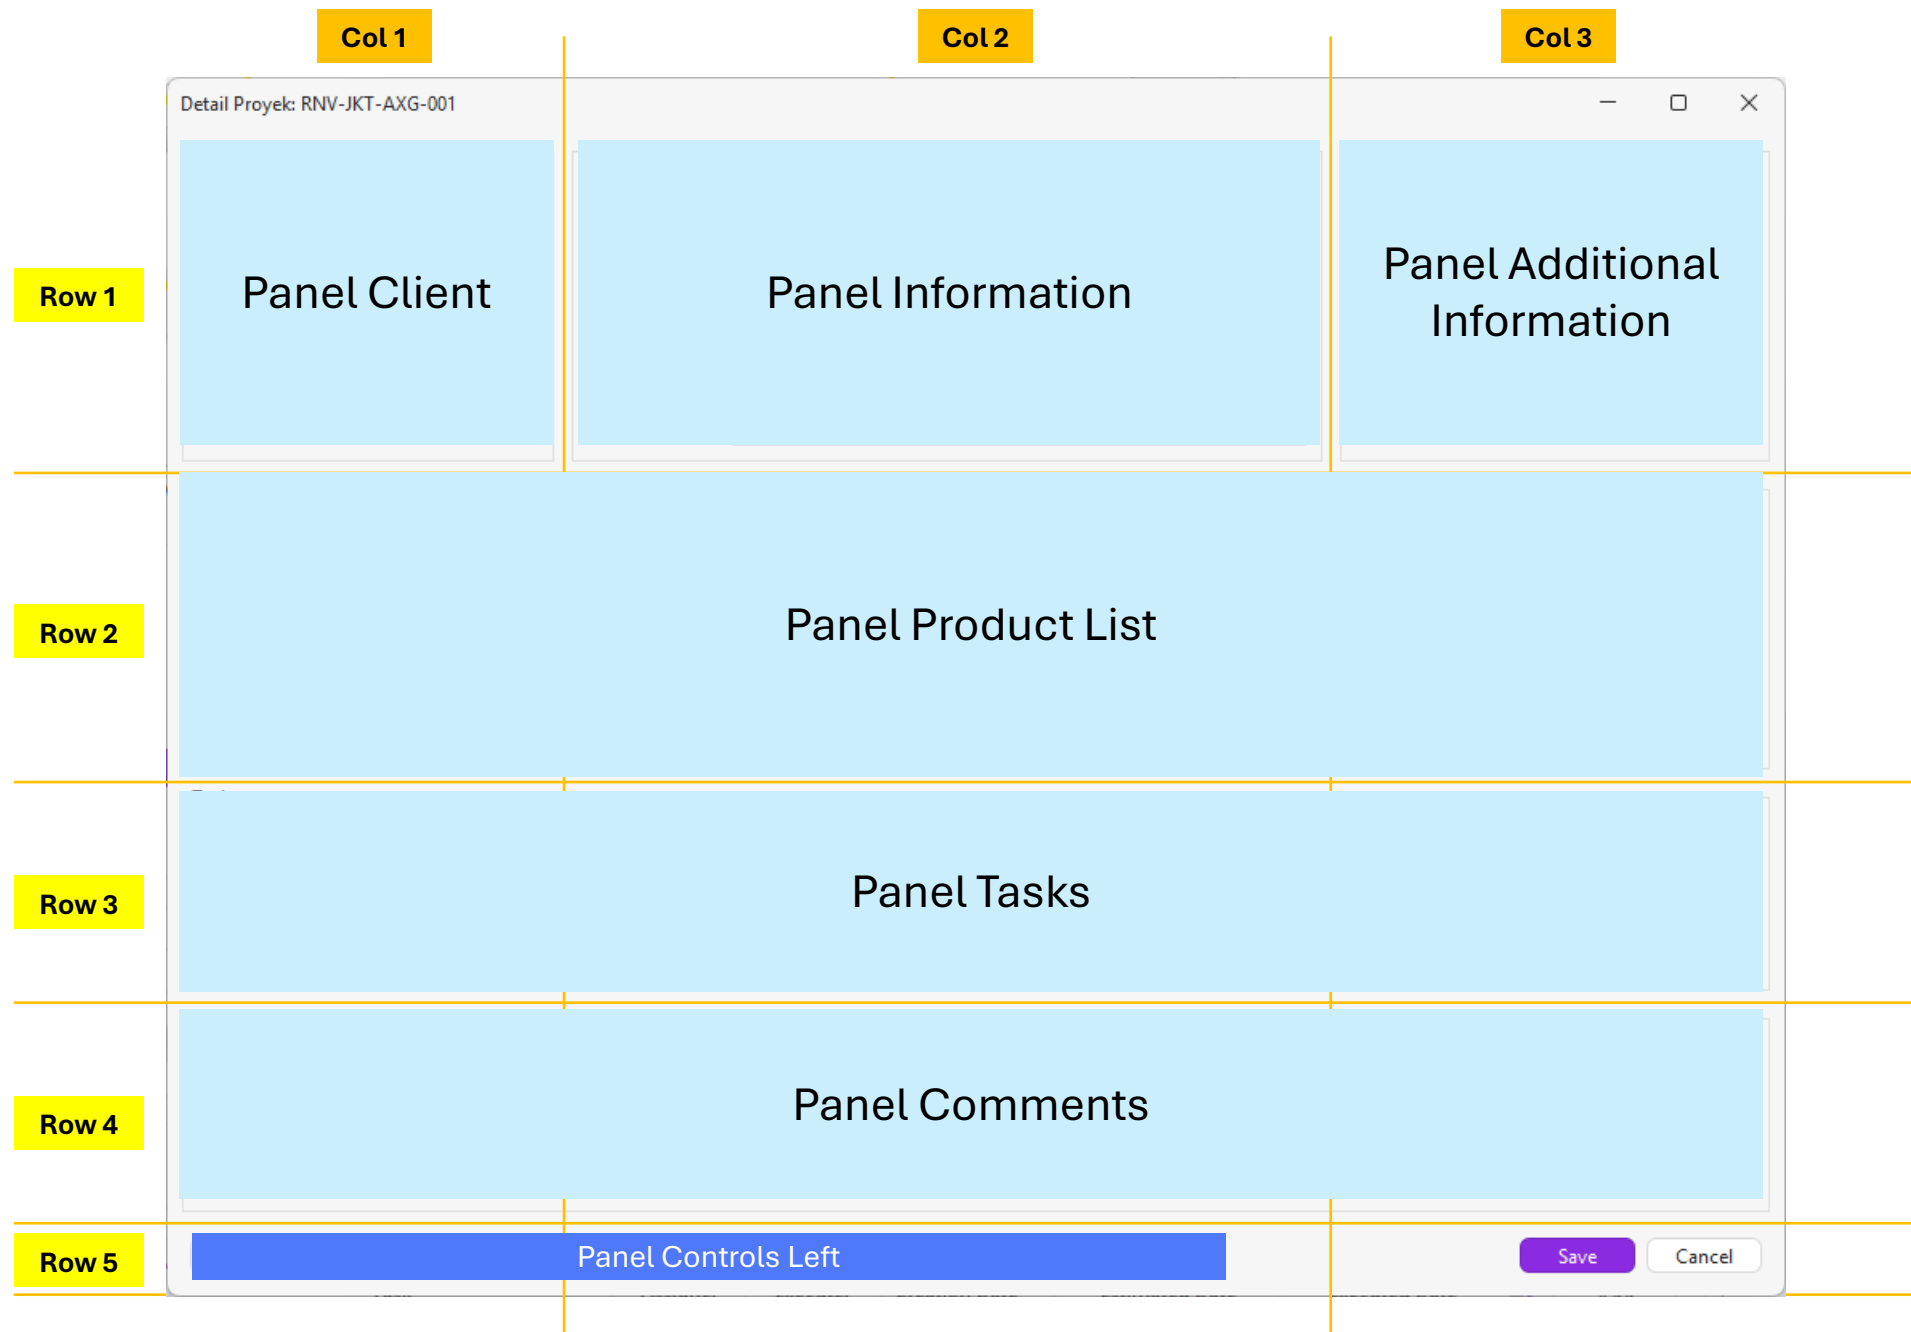 Col 1
Col 2
Col 3
Detail Proyek: RNV-JKT-AXG-001
Row 1
Panel Client
Panel Information
Panel Additional
Information
Row 2
Panel Product List
Row 3
Panel Tasks
Row 4
Panel Comments
Row 5
Panel Controls Left
Save
Cancel